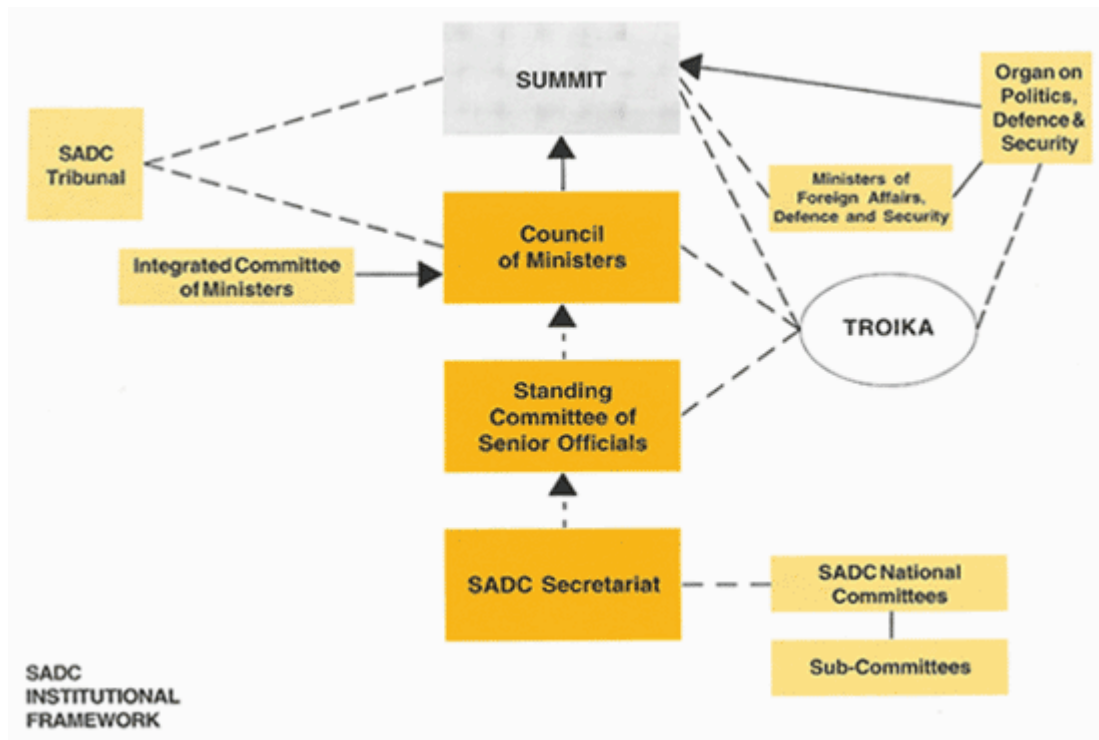 SUMMIT
Organ on
Politics,
Defence &
Security
SADC
Tribunal
Ministers of
Foreign Affairs,
Defence and Security
Council
of Ministers
Integrated Committee
of Ministers
TROIKA
Standing
Committee of
Senior Officials
SADC Secretariat
SADC National
Committees
Sub-Committees
SADC
INSTITUTIONAL
FRAMEWORK